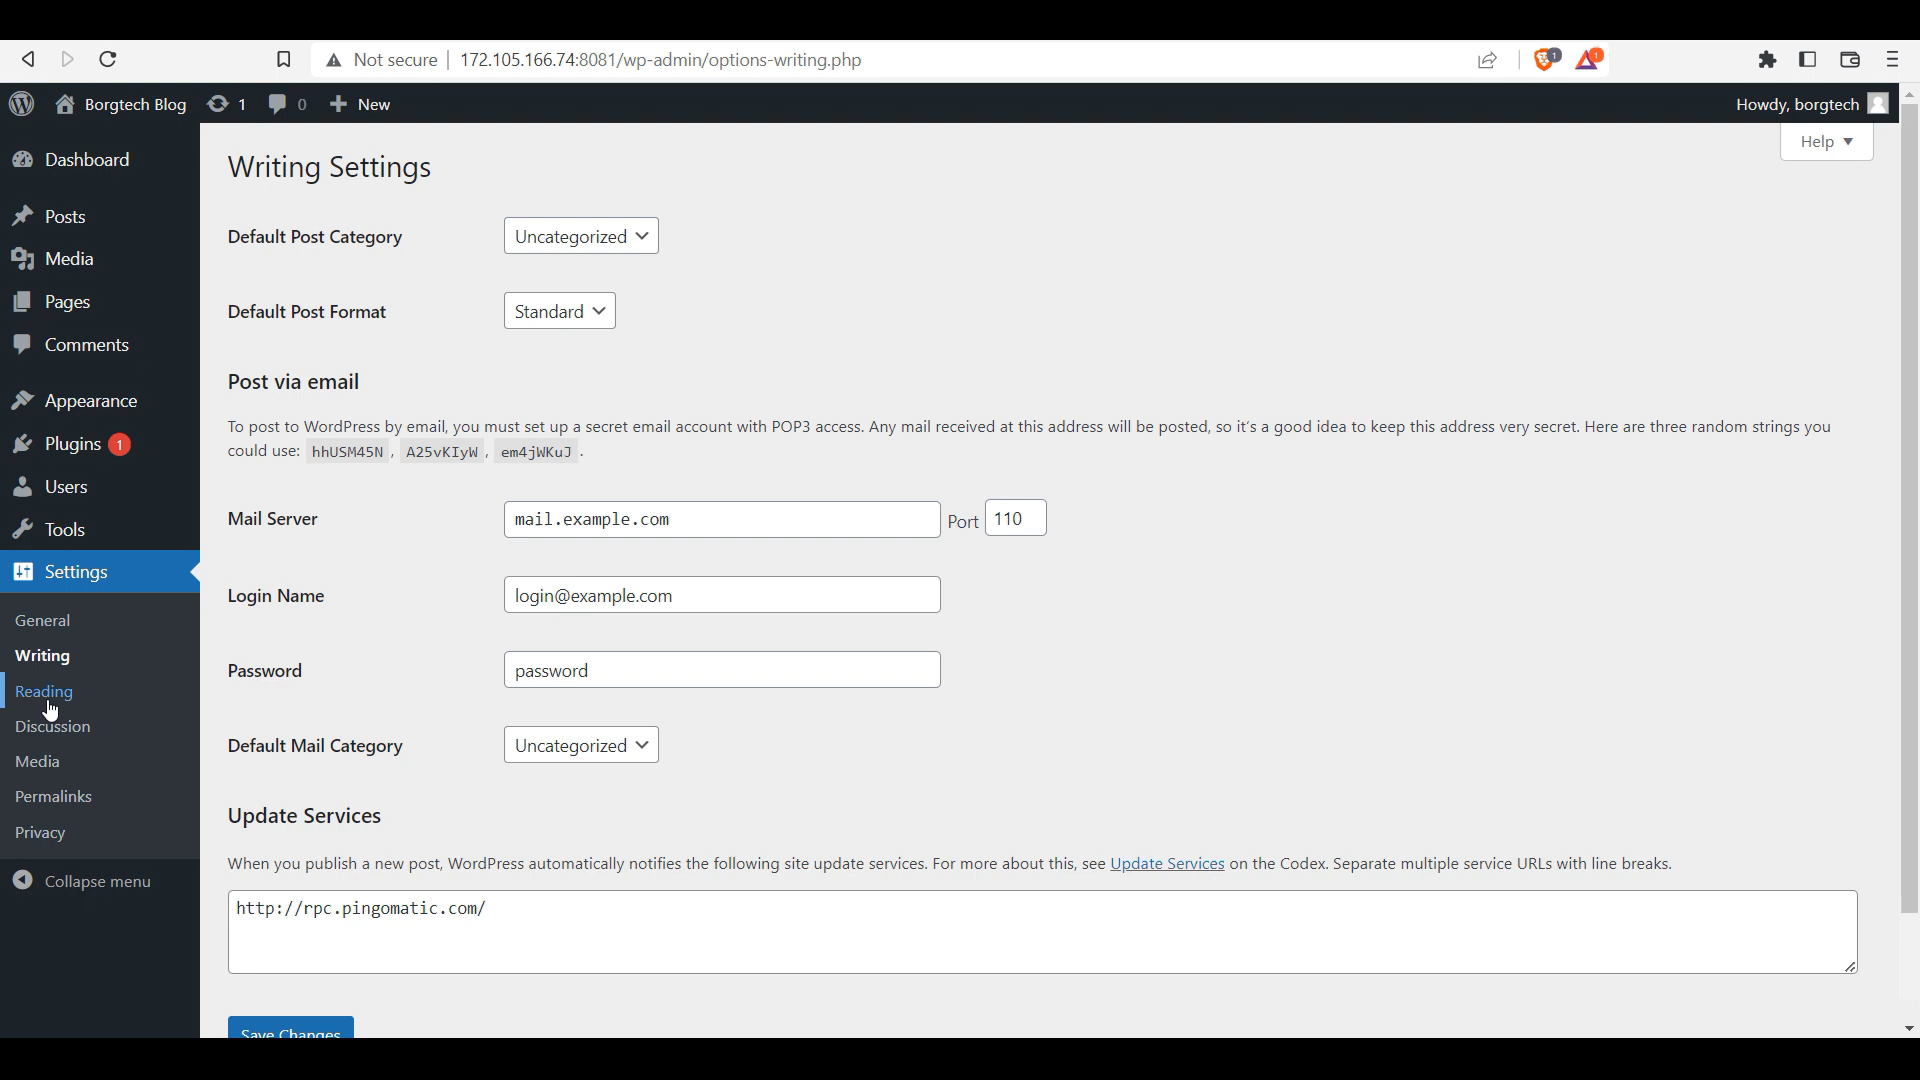 Not secure 172.105.166.74:8081/wp-admin/options-writing.php 1 1
Borgtech Blog 1 0 New Howdy, borgtech
Help
Dashboard
Posts
Media
Pages
Comments
Appearance
Plugins 1
Users
Tools
Settings
General
Writing
Reading
Discussion
Media
Permalinks
Privacy
Collapse menu
Writing Settings
Default Post Category Uncategorized
Default Post Format Standard
Post via email
To post to WordPress by email, you must set up a secret email account with POP3 access. Any mail received at this address will be posted, so it's a good idea to keep this address very secret. Here are three random strings you
could use: hhUSM45N , A25vKIyW , em4jWKuJ .
Mail Server mail.example.com Port 110
Login Name login@example.com
Password password
Default Mail Category Uncategorized
Update Services
When you publish a new post, WordPress automatically notifies the following site update services. For more about this, see Update Services on the Codex. Separate multiple service URLs with line breaks.
http://rpc.pingomatic.com/
Save Changes